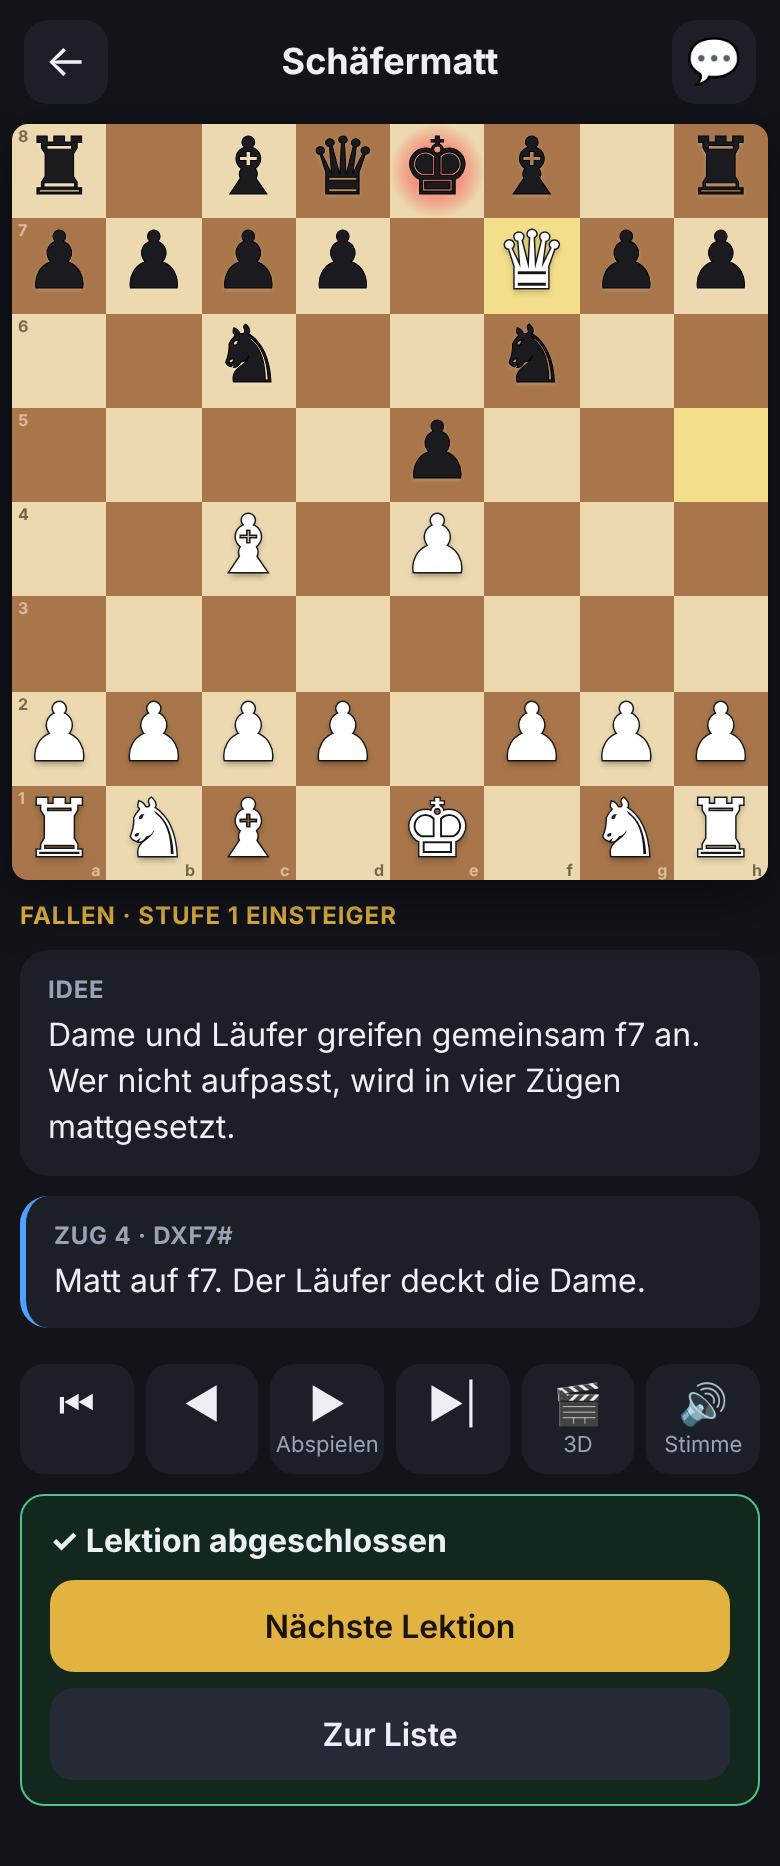 Schäfermatt
8
7
6
5
4
3
2
1
a b c d e f g h
FALLEN · STUFE 1 EINSTEIGER
IDEE
Dame und Läufer greifen gemeinsam f7 an.
Wer nicht aufpasst, wird in vier Zügen
mattgesetzt.
ZUG 4 · DXF7#
Matt auf f7. Der Läufer deckt die Dame.
Abspielen 3D Stimme
✓ Lektion abgeschlossen
Nächste Lektion
Zur Liste